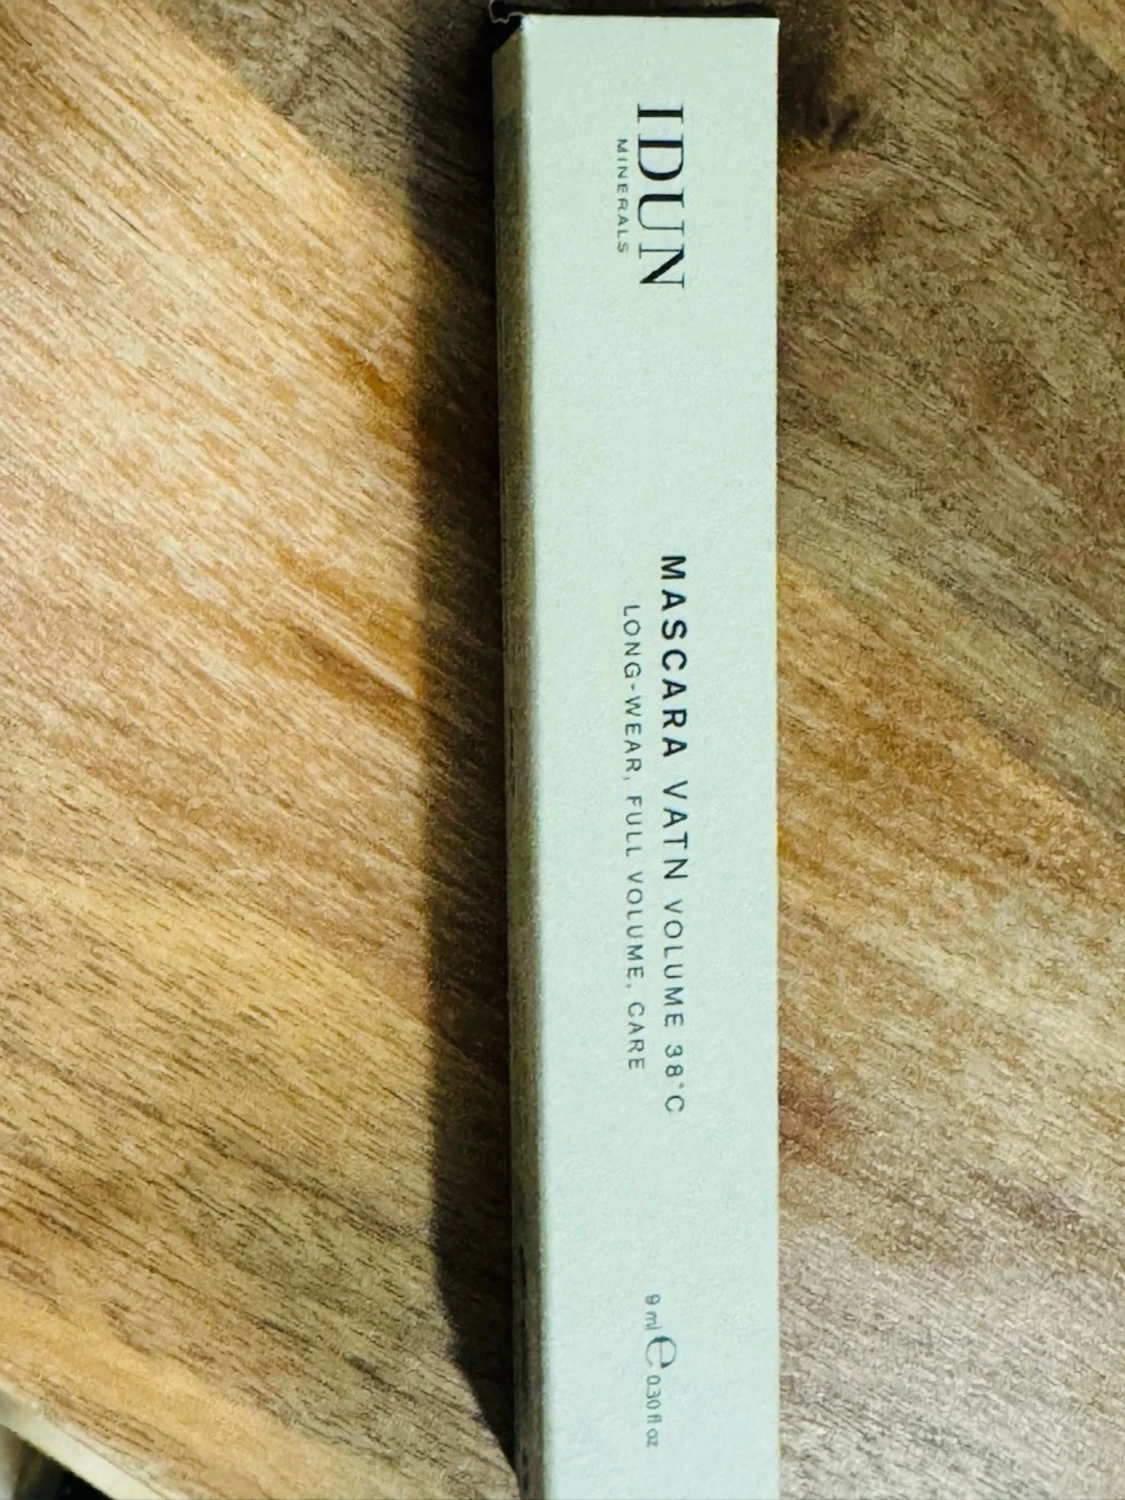 IDUN
MINERALS
MASCARA VATN VOLUME 38°C
LONG-WEAR, FULL VOLUME, CARE
9 ml ℮ 0.30 fl oz